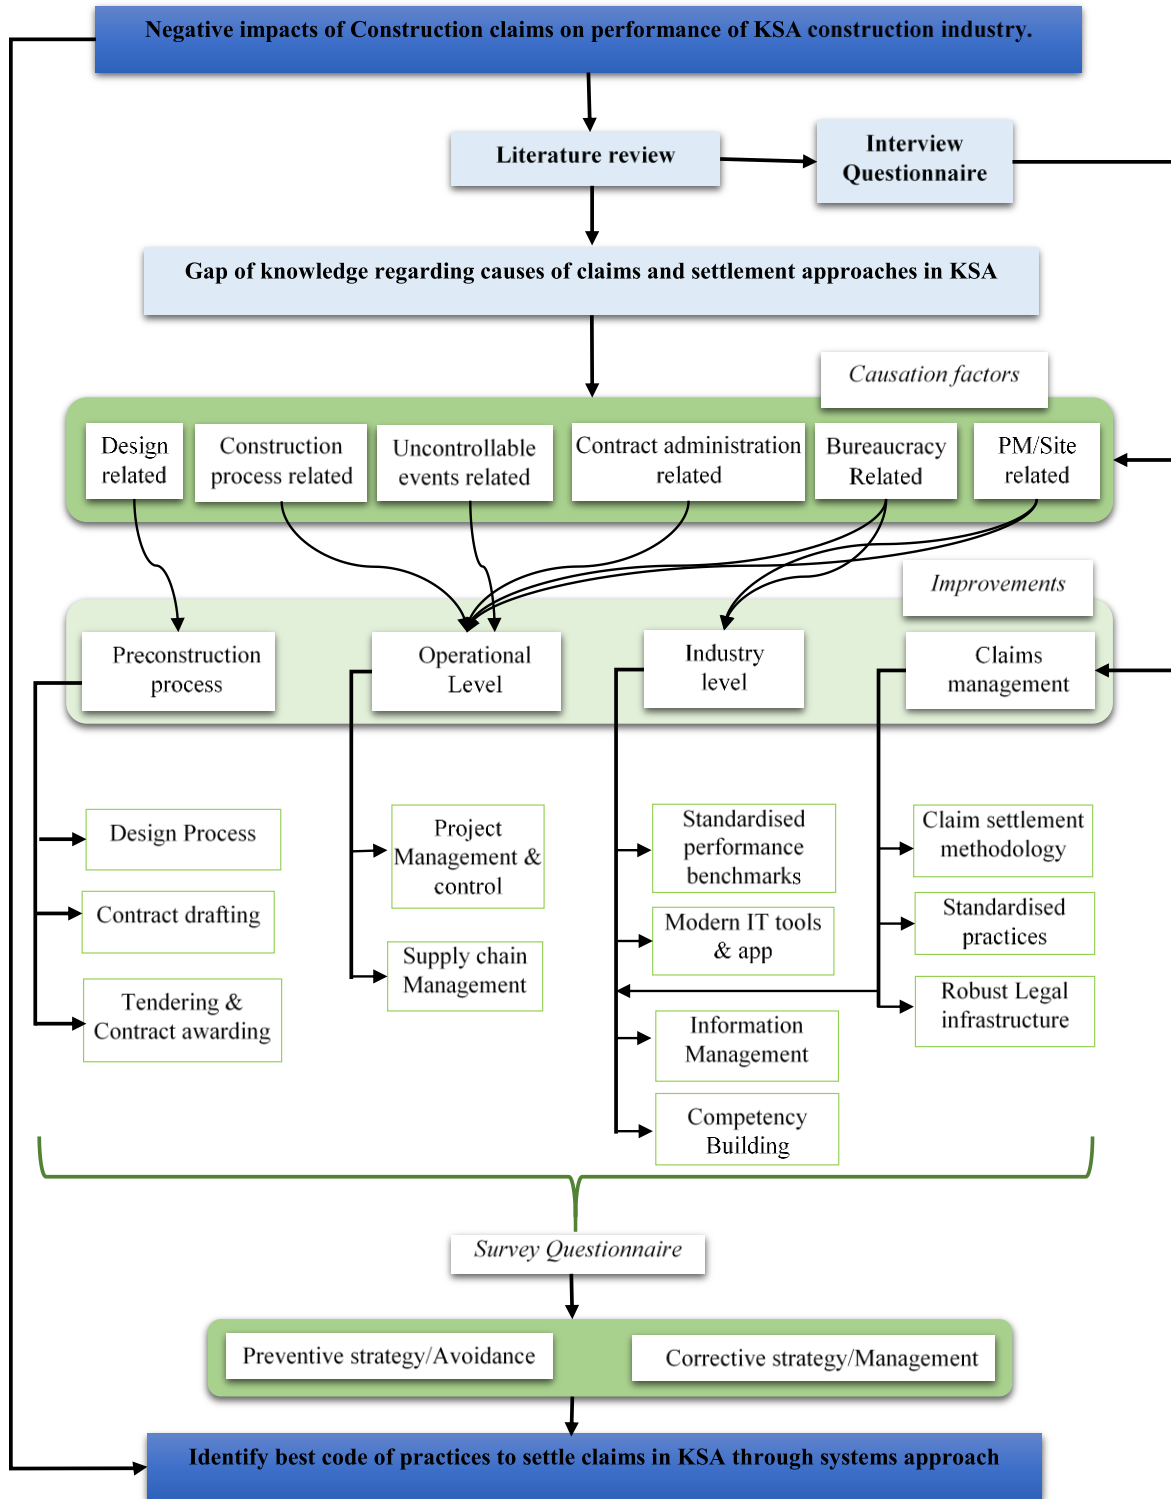 Negative impacts of Construction claims on performance of KSA construction industry.
Literature review
Interview
Questionnaire
Gap of knowledge regarding causes of claims and settlement approaches in KSA
Causation factors
Design
related
Construction
process related
Uncontrollable
events related
Contract administration
related
Bureaucracy
Related
PM/Site
related
Improvements
Preconstruction
process
Operational
Level
Industry
level
Claims
management
Design Process
Contract drafting
Tendering &
Contract awarding
Project
Management &
control
Supply chain
Management
Standardised
performance
benchmarks
Modern IT tools
& app
Information
Management
Competency
Building
Claim settlement
methodology
Standardised
practices
Robust Legal
infrastructure
Survey Questionnaire
Preventive strategy/Avoidance
Corrective strategy/Management
Identify best code of practices to settle claims in KSA through systems approach